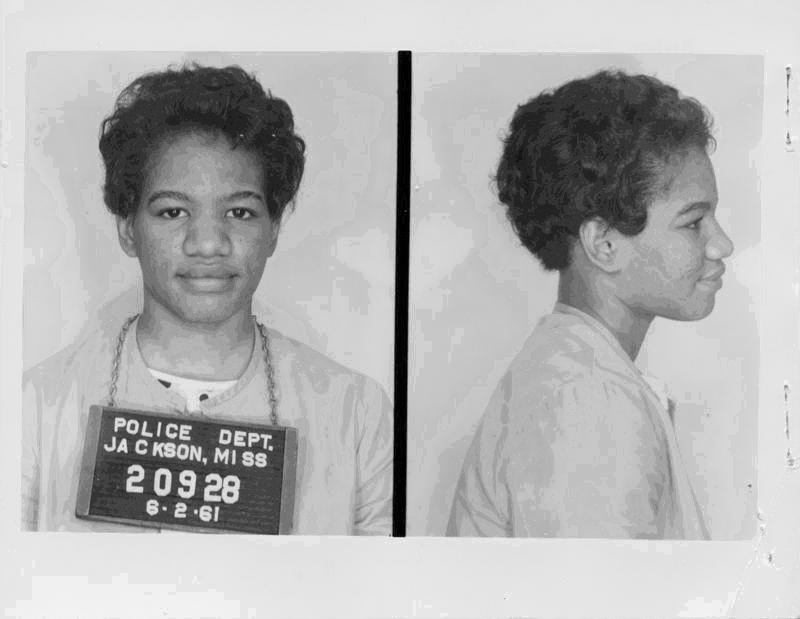 POLICE DEPT.
JACKSON, MISS
20928
6-2-61